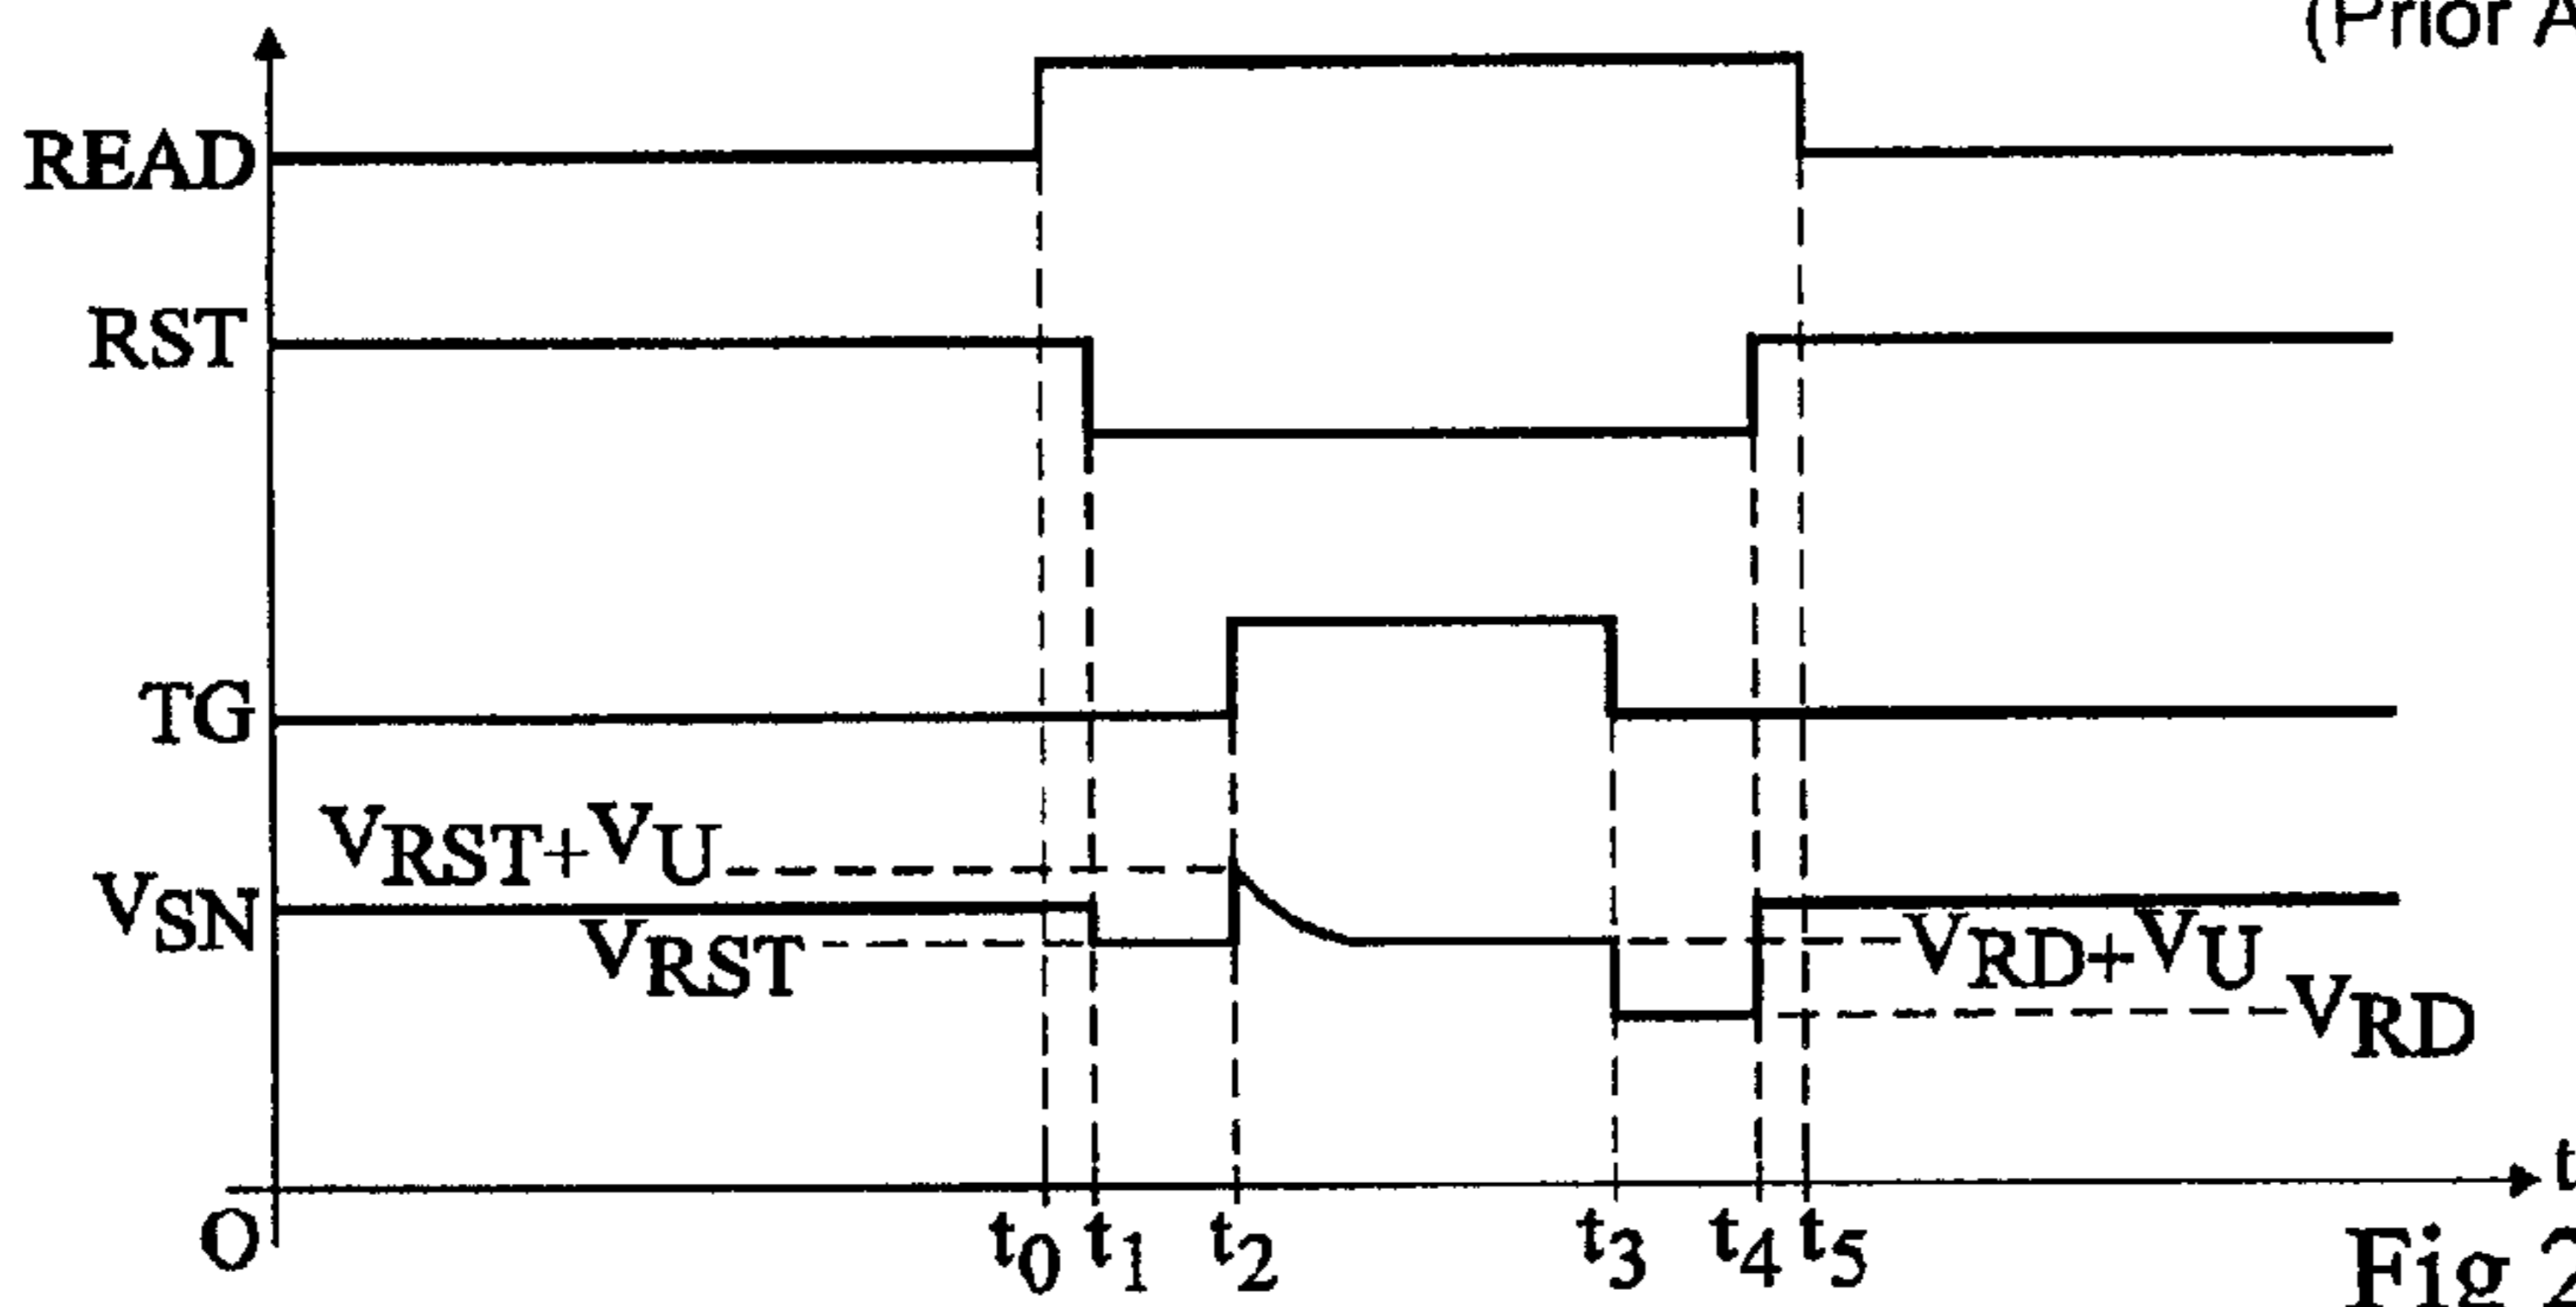 (Prior A
READ
RST
TG
VRST+VU
VSN
VRST
VRD+VU
VRD
t
O
t0 t1 t2 t3 t4 t5
Fig 2